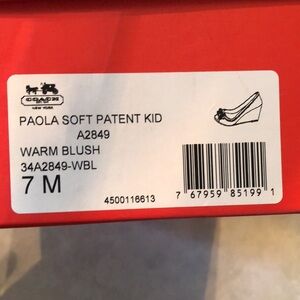 COACH
NEW YORK
PAOLA SOFT PATENT KID
A2849
WARM BLUSH
34A2849-WBL
7 M
4500116613
7 67959 85199 1